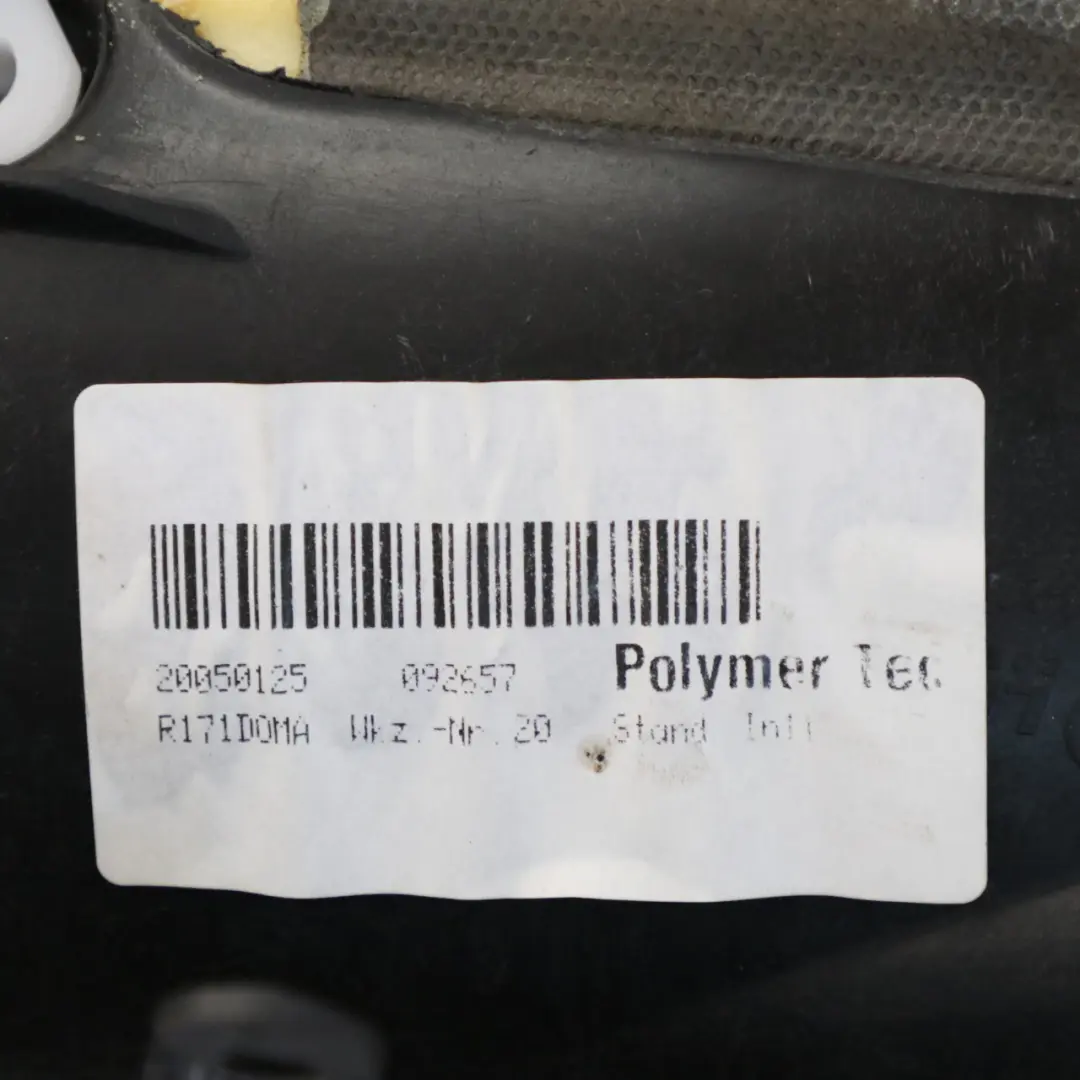 20050125 092657 Polymer Tec
R171DOMA Wkz.-Nr.20 Stand